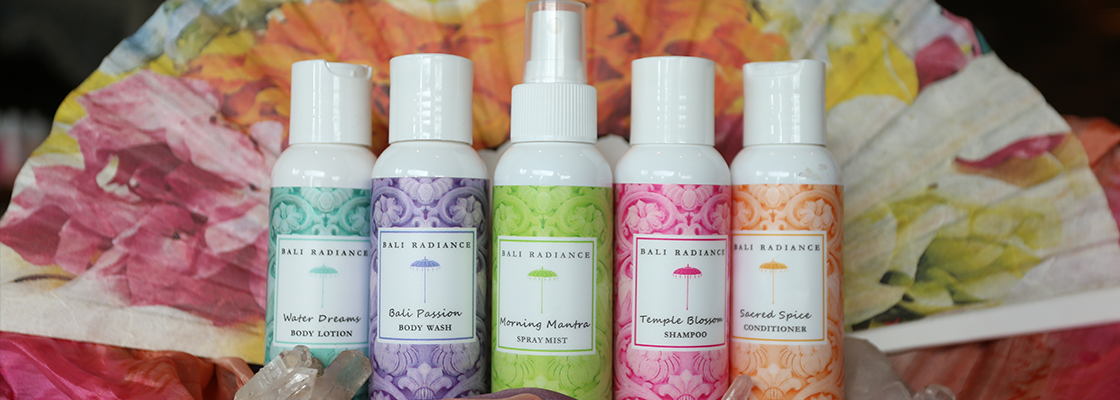 BALI RADIANCE
Water Dreams
BODY LOTION
BALI RADIANCE
Bali Passion
BODY WASH
BALI RADIANCE
Morning Mantra
SPRAY MIST
BALI RADIANCE
Temple Blossom
SHAMPOO
BALI RADIANCE
Sacred Spice
CONDITIONER